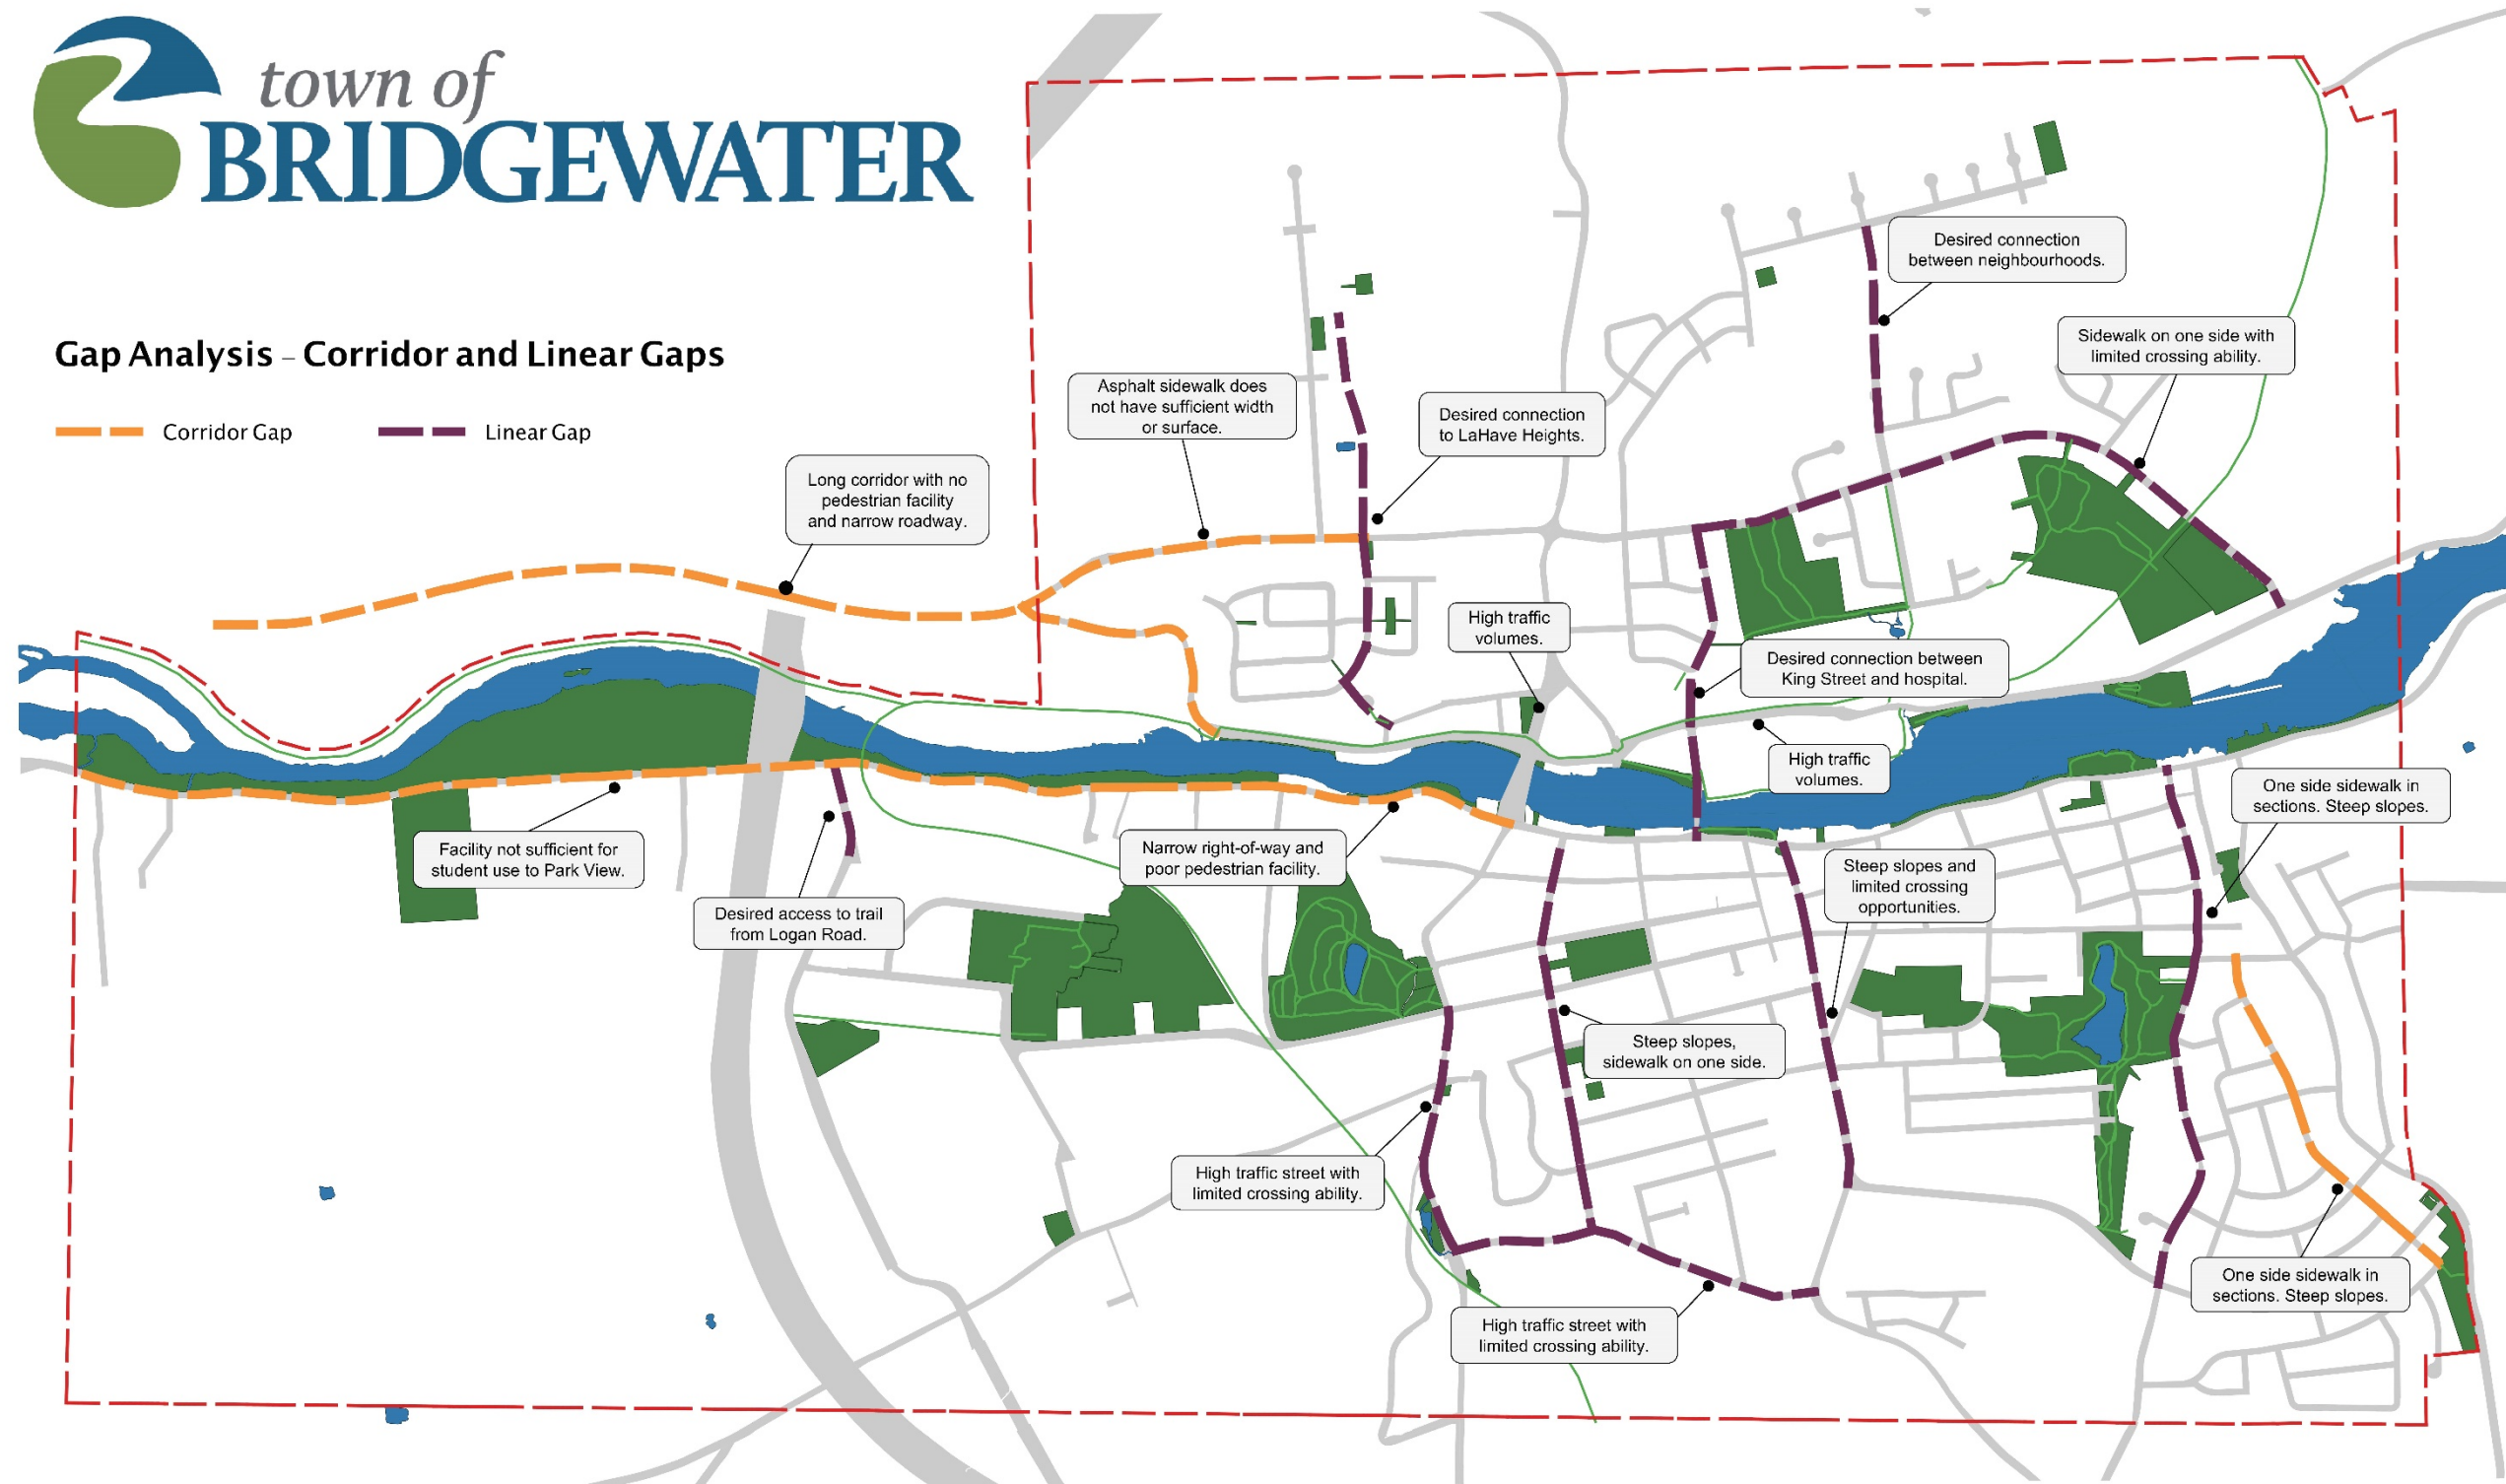 town of
BRIDGEWATER
Gap Analysis – Corridor and Linear Gaps
Corridor Gap
Linear Gap
Desired connection
between neighbourhoods.
Sidewalk on one side with
limited crossing ability.
Asphalt sidewalk does
not have sufficient width
or surface.
Desired connection
to LaHave Heights.
Long corridor with no
pedestrian facility
and narrow roadway.
High traffic
volumes.
Desired connection between
King Street and hospital.
High traffic
volumes.
One side sidewalk in
sections. Steep slopes.
Facility not sufficient for
student use to Park View.
Narrow right-of-way and
poor pedestrian facility.
Steep slopes and
limited crossing
opportunities.
Desired access to trail
from Logan Road.
Steep slopes,
sidewalk on one side.
High traffic street with
limited crossing ability.
One side sidewalk in
sections. Steep slopes.
High traffic street with
limited crossing ability.